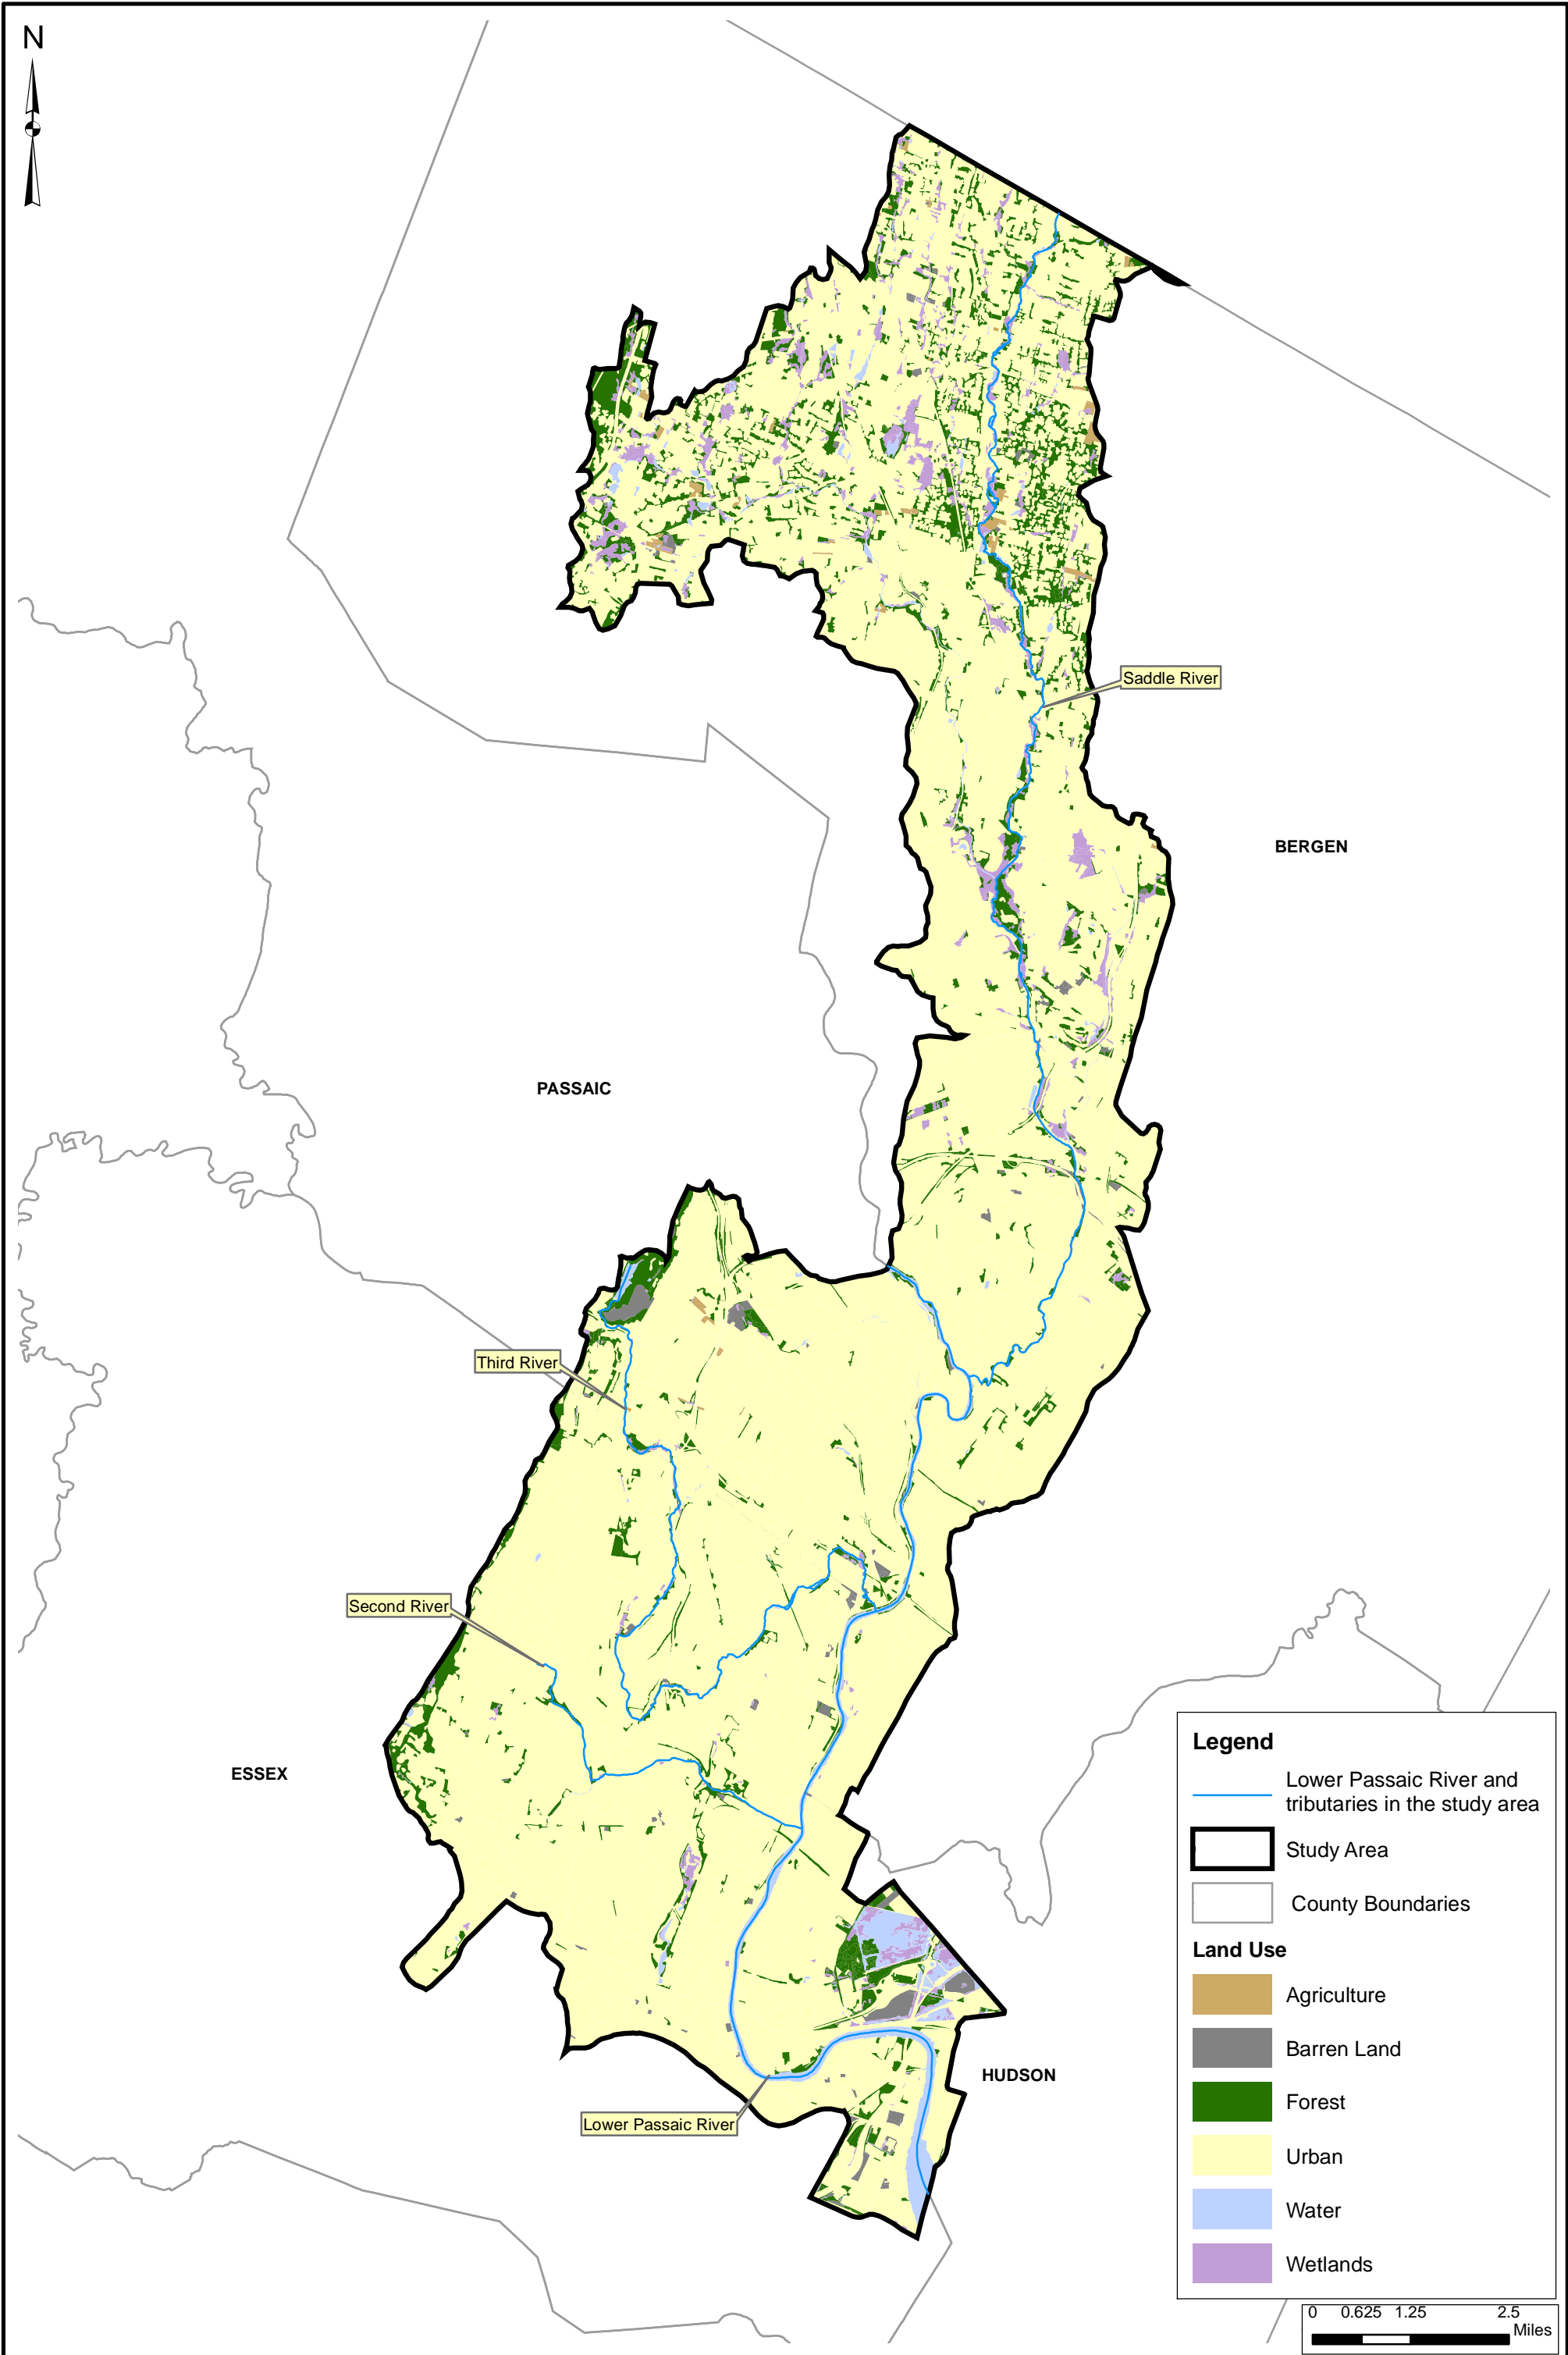 N
Saddle River
BERGEN
PASSAIC
Third River
Second River
ESSEX
HUDSON
Lower Passaic River
Legend
Lower Passaic River and
tributaries in the study area
Study Area
County Boundaries
Land Use
Agriculture
Barren Land
Forest
Urban
Water
Wetlands
0 0.625 1.25 2.5
Miles